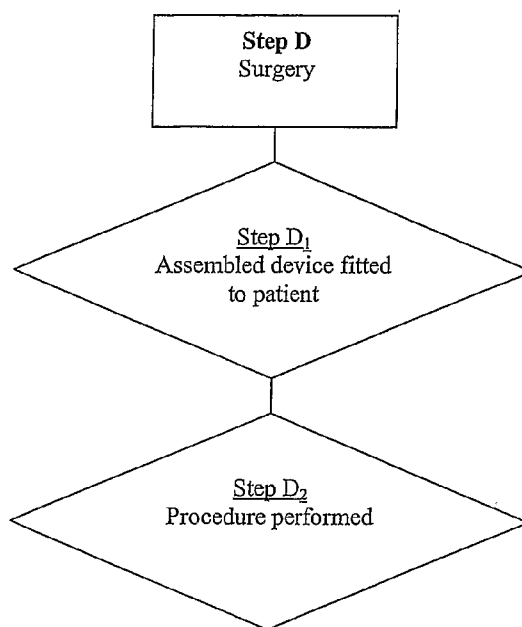 Step D
Surgery
Step D₁
Assembled device fitted
to patient
Step D₂
Procedure performed